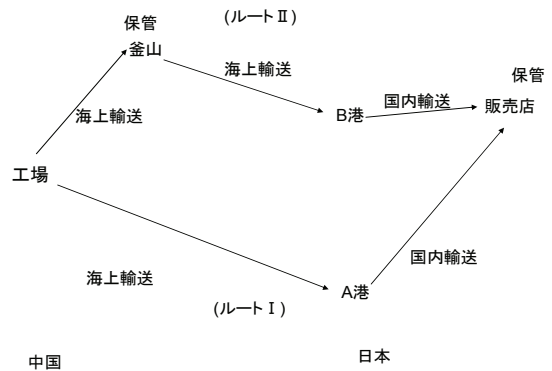 (ルートⅡ)
保管
釜山
海上輸送
保管
国内輸送
販売店
海上輸送
B港
工場
国内輸送
海上輸送
A港
(ルートⅠ)
中国
日本